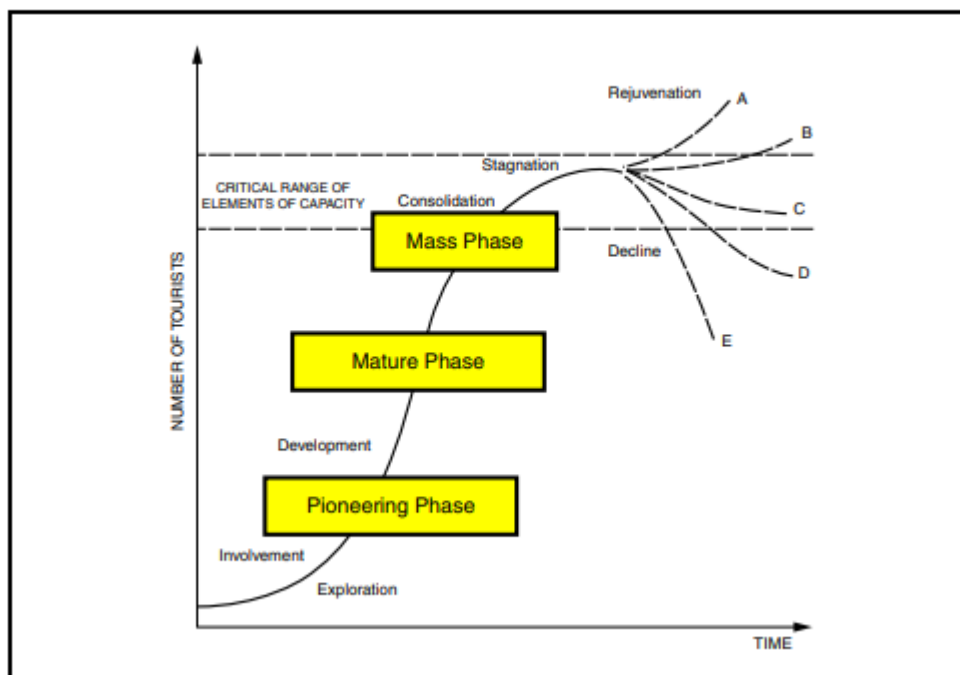 Rejuvenation
A
B
Stagnation
CRITICAL RANGE OF
ELEMENTS OF CAPACITY
Consolidation
C
Mass Phase
Decline
D
NUMBER OF TOURISTS
E
Mature Phase
Development
Pioneering Phase
Involvement
Exploration
TIME